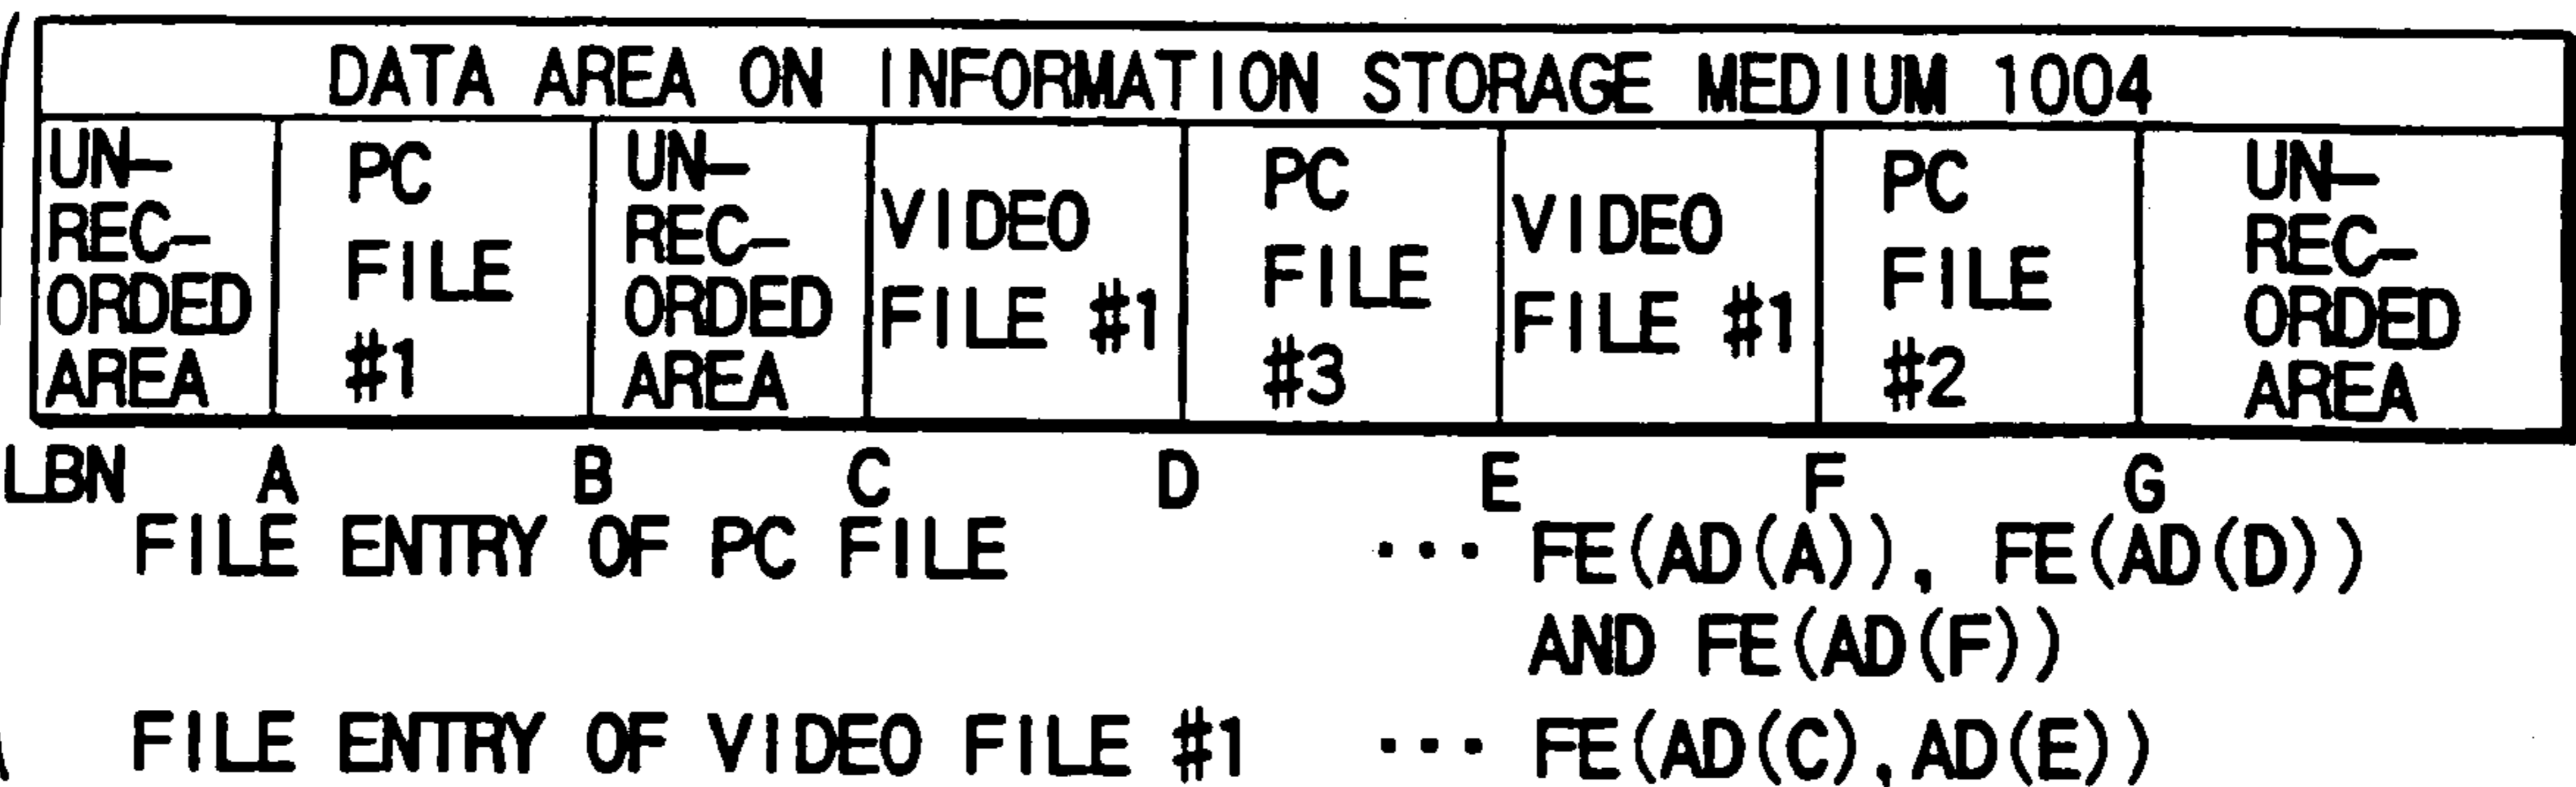 DATA AREA ON INFORMATION STORAGE MEDIUM 1004
UN-
REC-
ORDED
AREA
PC
FILE
#1
UN-
REC-
ORDED
AREA
VIDEO
FILE #1
PC
FILE
#3
VIDEO
FILE #1
PC
FILE
#2
UN-
REC-
ORDED
AREA
LBN A B C D E F G
FILE ENTRY OF PC FILE ··· FE(AD(A)), FE(AD(D))
AND FE(AD(F))
FILE ENTRY OF VIDEO FILE #1 ··· FE(AD(C),AD(E))